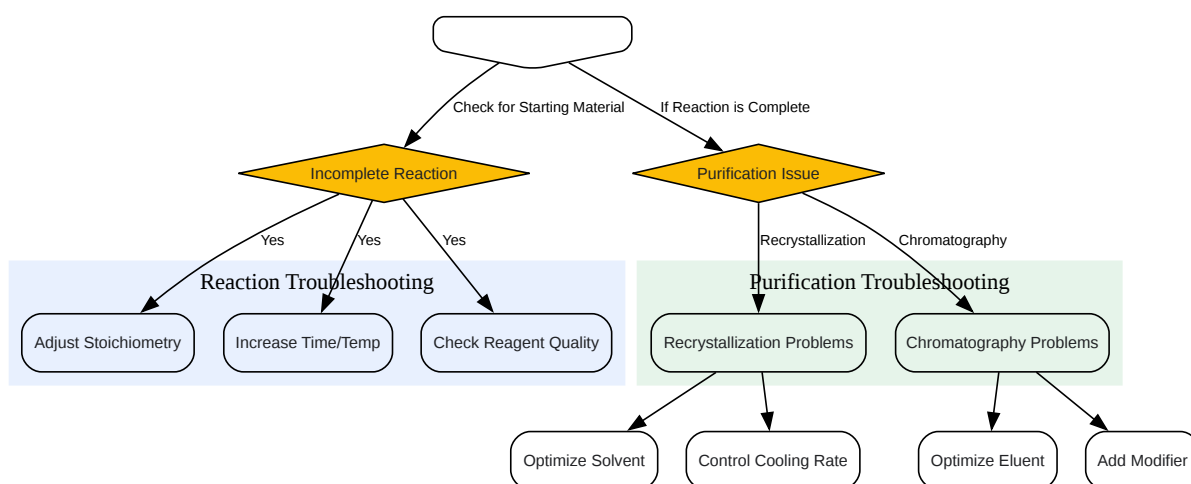 Check for Starting Material
If Reaction is Complete
Incomplete Reaction
Purification Issue
Yes
Yes
Yes
Recrystallization
Chromatography
Reaction Troubleshooting
Purification Troubleshooting
Adjust Stoichiometry
Increase Time/Temp
Check Reagent Quality
Recrystallization Problems
Chromatography Problems
Optimize Solvent
Control Cooling Rate
Optimize Eluent
Add Modifier